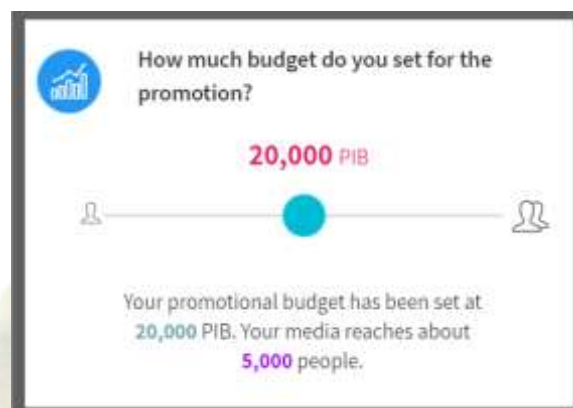 How much budget do you set for the
promotion?
20,000 PIB
Your promotional budget has been set at
20,000 PIB. Your media reaches about
5,000 people.